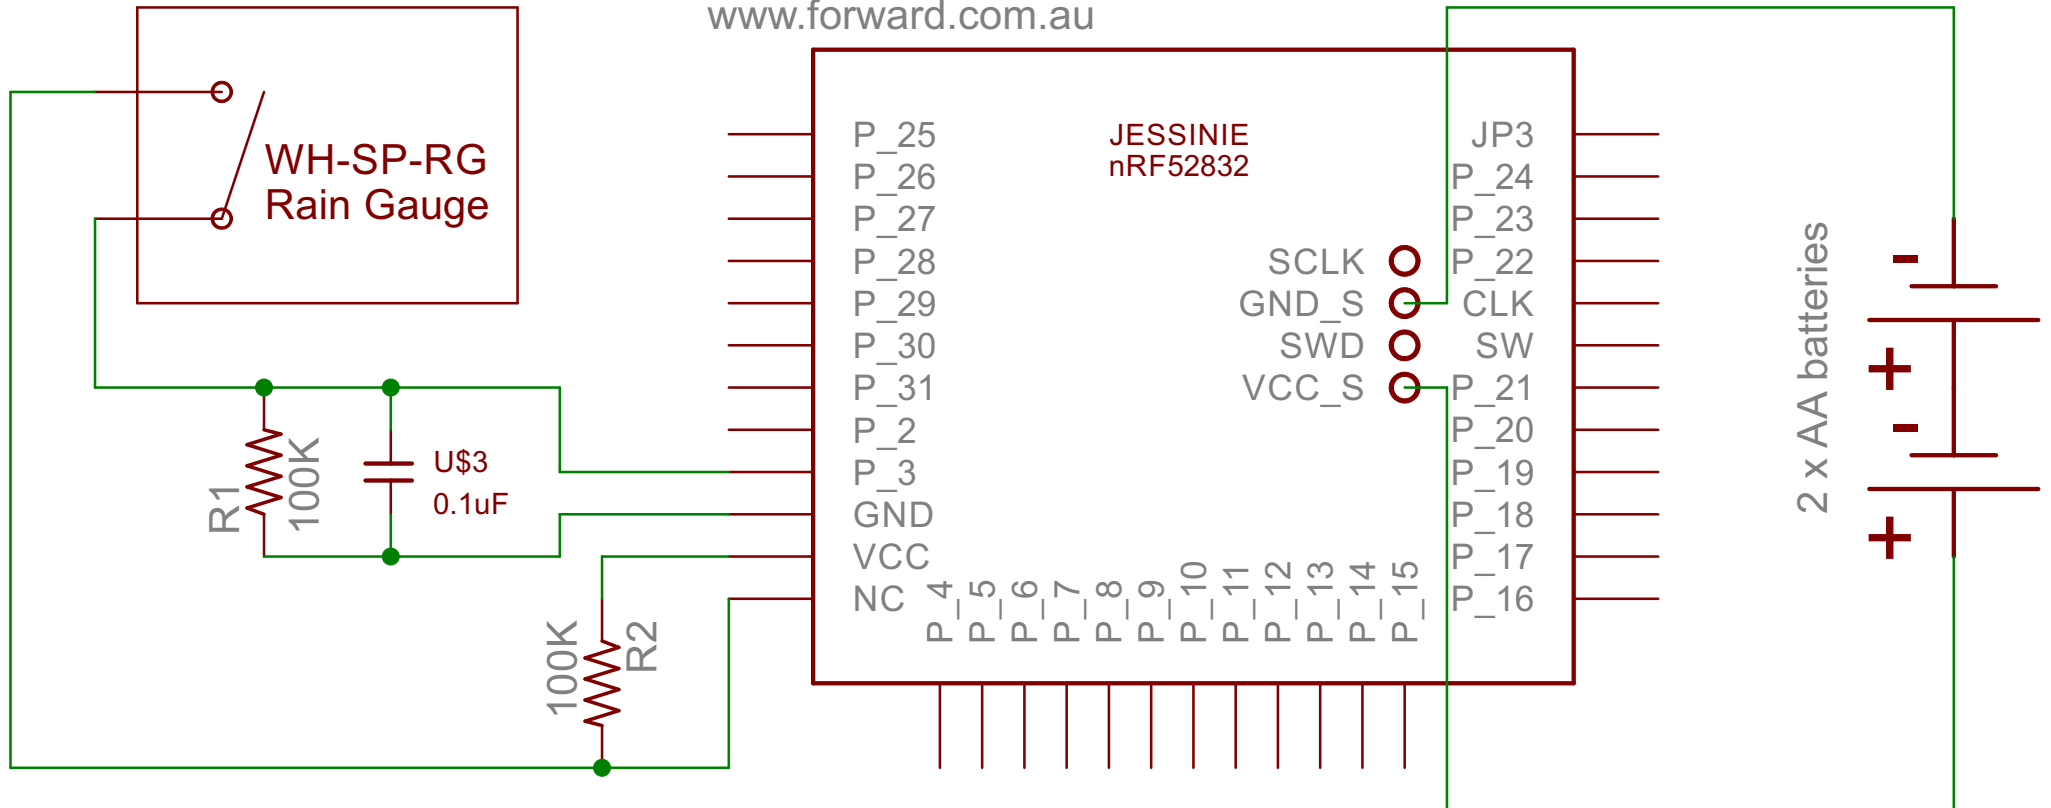 www.forward.com.au
WH-SP-RG
Rain Gauge
JESSINIE
nRF52832
P_25
P_26
P_27
P_28
P_29
P_30
P_31
P_2
P_3
GND
VCC
NC
P_4
P_5
P_6
P_7
P_8
P_9
P_10
P_11
P_12
P_13
P_14
P_15
SCLK
GND_S
SWD
VCC_S
JP3
P_24
P_23
P_22
CLK
SW
P_21
P_20
P_19
P_18
P_17
P_16
R1
100K
U$3
0.1uF
100K
R2
2 x AA batteries
-
+
-
+